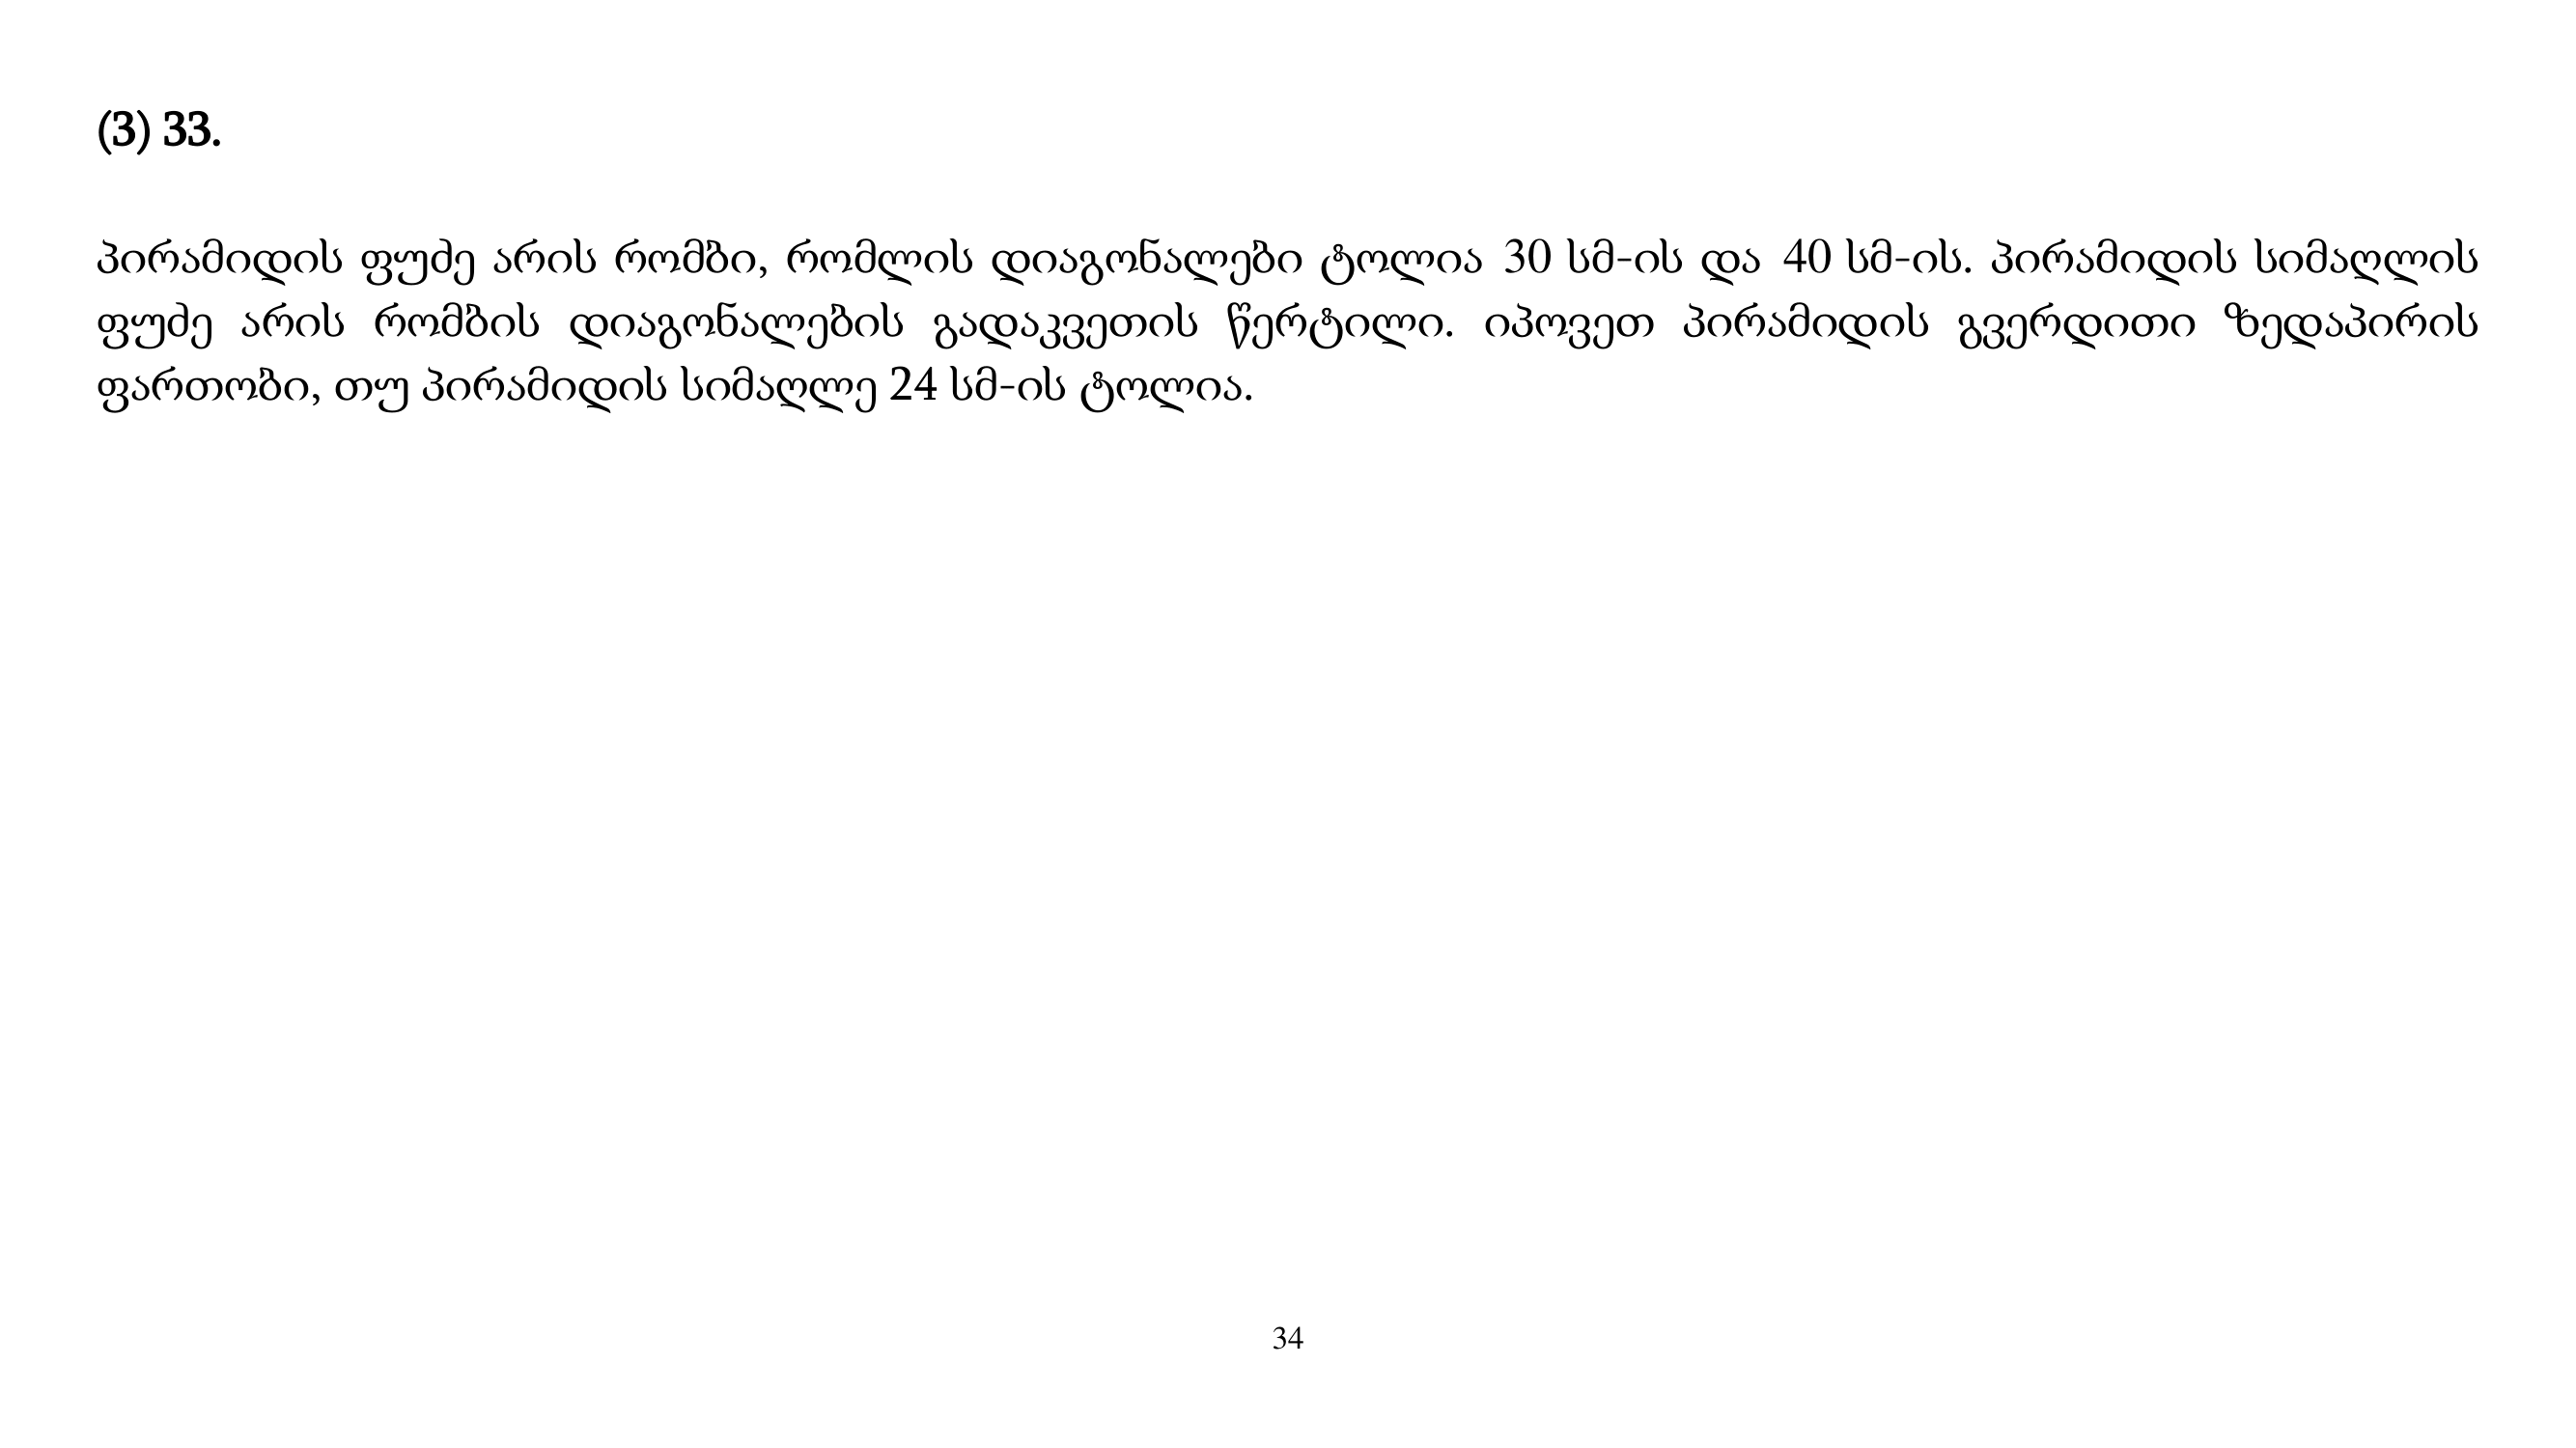 (3) 33.
პირამიდის ფუძე არის რომბი, რომლის დიაგონალები ტოლია 30 სმ-ის და 40 სმ-ის. პირამიდის სიმაღლის
ფუძე არის რომბის დიაგონალების გადაკვეთის წერტილი. იპოვეთ პირამიდის გვერდითი ზედაპირის
ფართობი, თუ პირამიდის სიმაღლე 24 სმ-ის ტოლია.
34